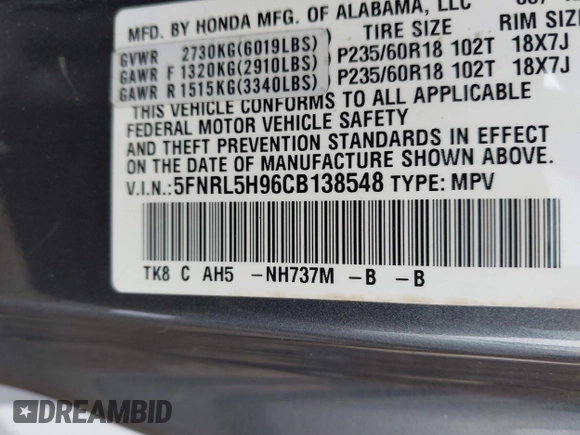 MFD. BY HONDA MFG. OF ALABAMA, LLC
TIRE SIZE RIM SIZE
GVWR 2730KG(6019LBS)
GAWR F 1320KG(2910LBS) P235/60R18 102T 18X7J
GAWR R 1515KG(3340LBS) P235/60R18 102T 18X7J
THIS VEHICLE CONFORMS TO ALL APPLICABLE
FEDERAL MOTOR VEHICLE SAFETY
AND THEFT PREVENTION STANDARDS IN EFFECT
ON THE DATE OF MANUFACTURE SHOWN ABOVE.
V.I.N.:5FNRL5H96CB138548 TYPE: MPV
TK8 C AH5 -NH737M -B -B
DREAMBID